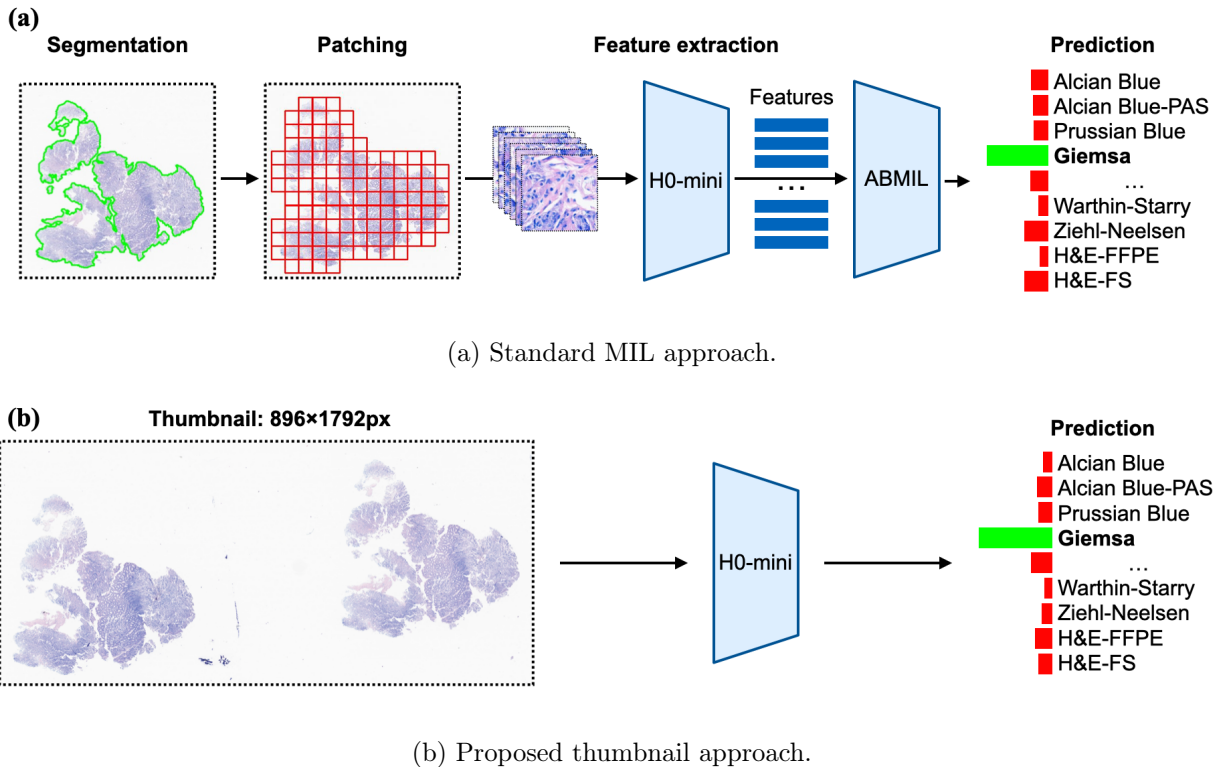 (a)
Segmentation Patching Feature extraction Prediction
Features
H0-mini
...
ABMIL
Alcian Blue
Alcian Blue-PAS
Prussian Blue
Giemsa
...
Warthin-Starry
Ziehl-Neelsen
H&E-FFPE
H&E-FS
(a) Standard MIL approach.
(b)
Thumbnail: 896×1792px
Prediction
H0-mini
Alcian Blue
Alcian Blue-PAS
Prussian Blue
Giemsa
...
Warthin-Starry
Ziehl-Neelsen
H&E-FFPE
H&E-FS
(b) Proposed thumbnail approach.